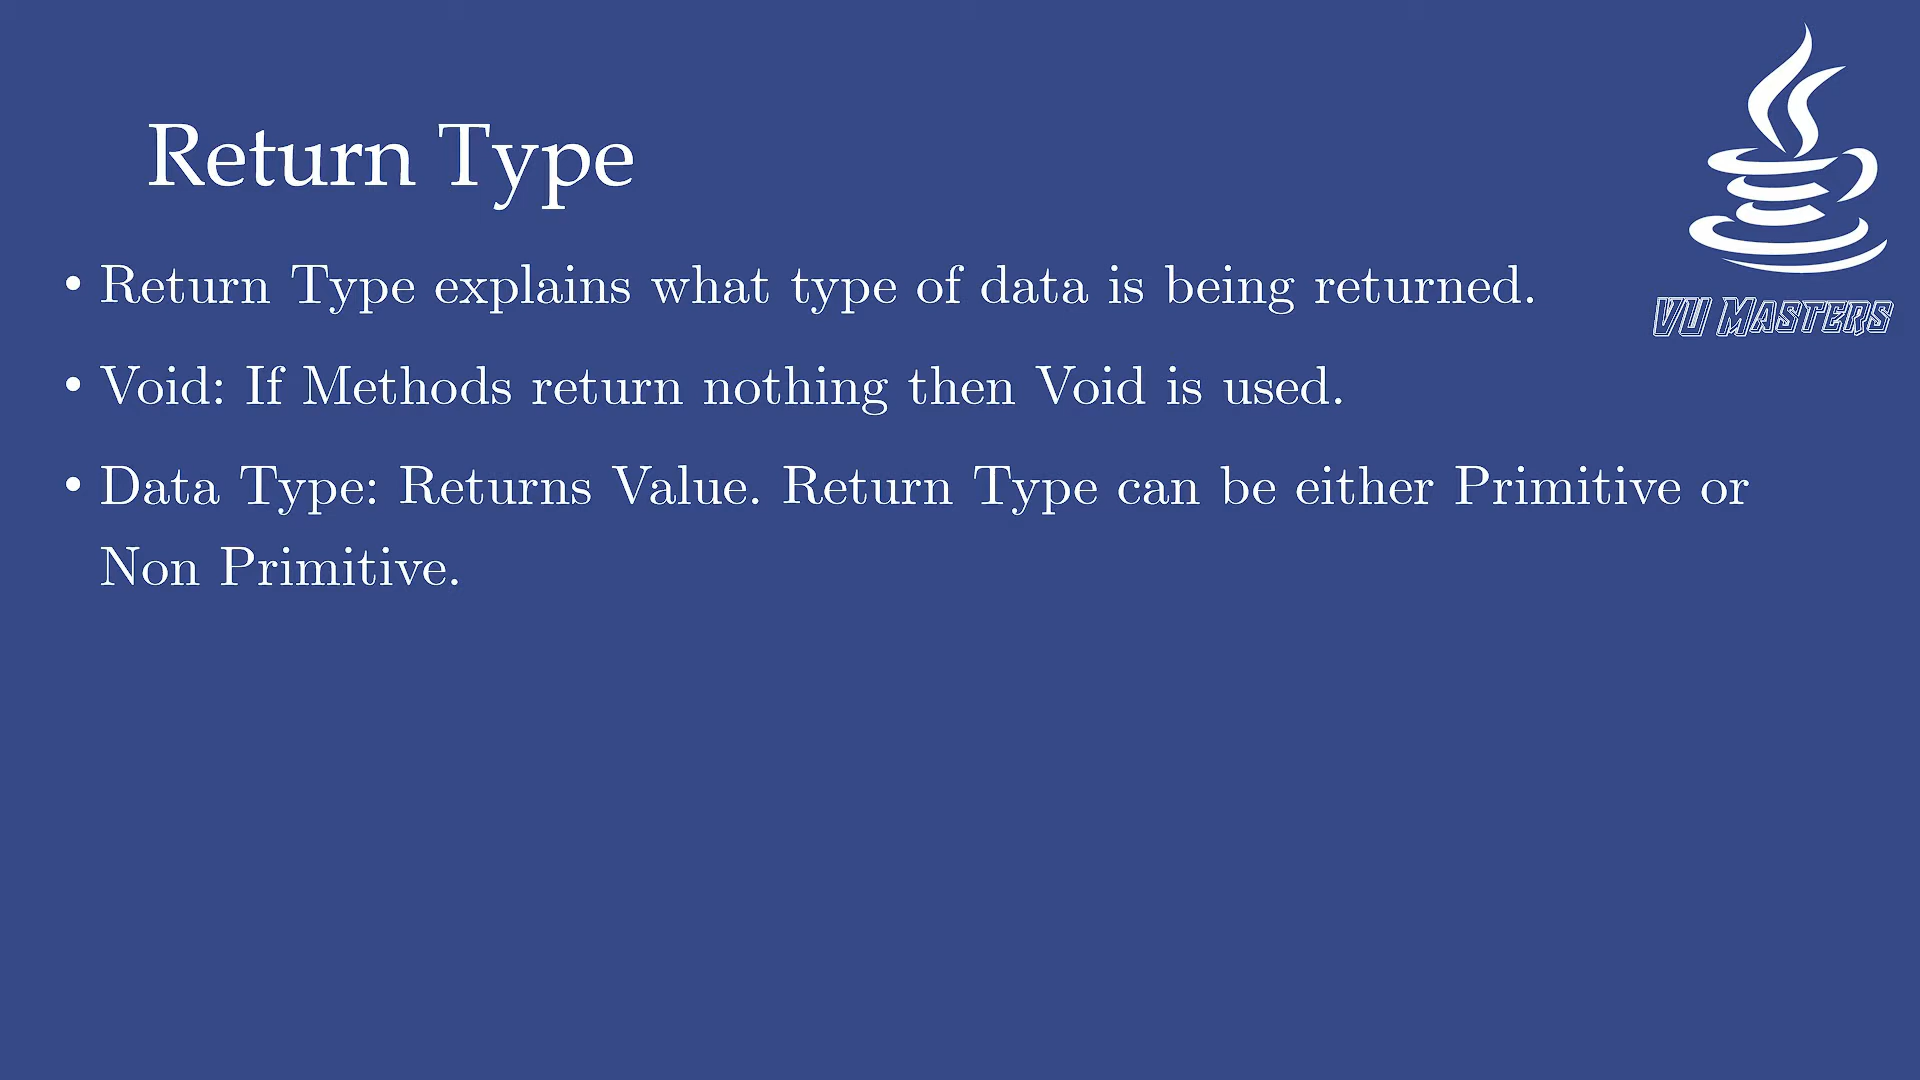 Return Type
• Return Type explains what type of data is being returned.
VU Masters
• Void: If Methods return nothing then Void is used.
• Data Type: Returns Value. Return Type can be either Primitive or
Non Primitive.